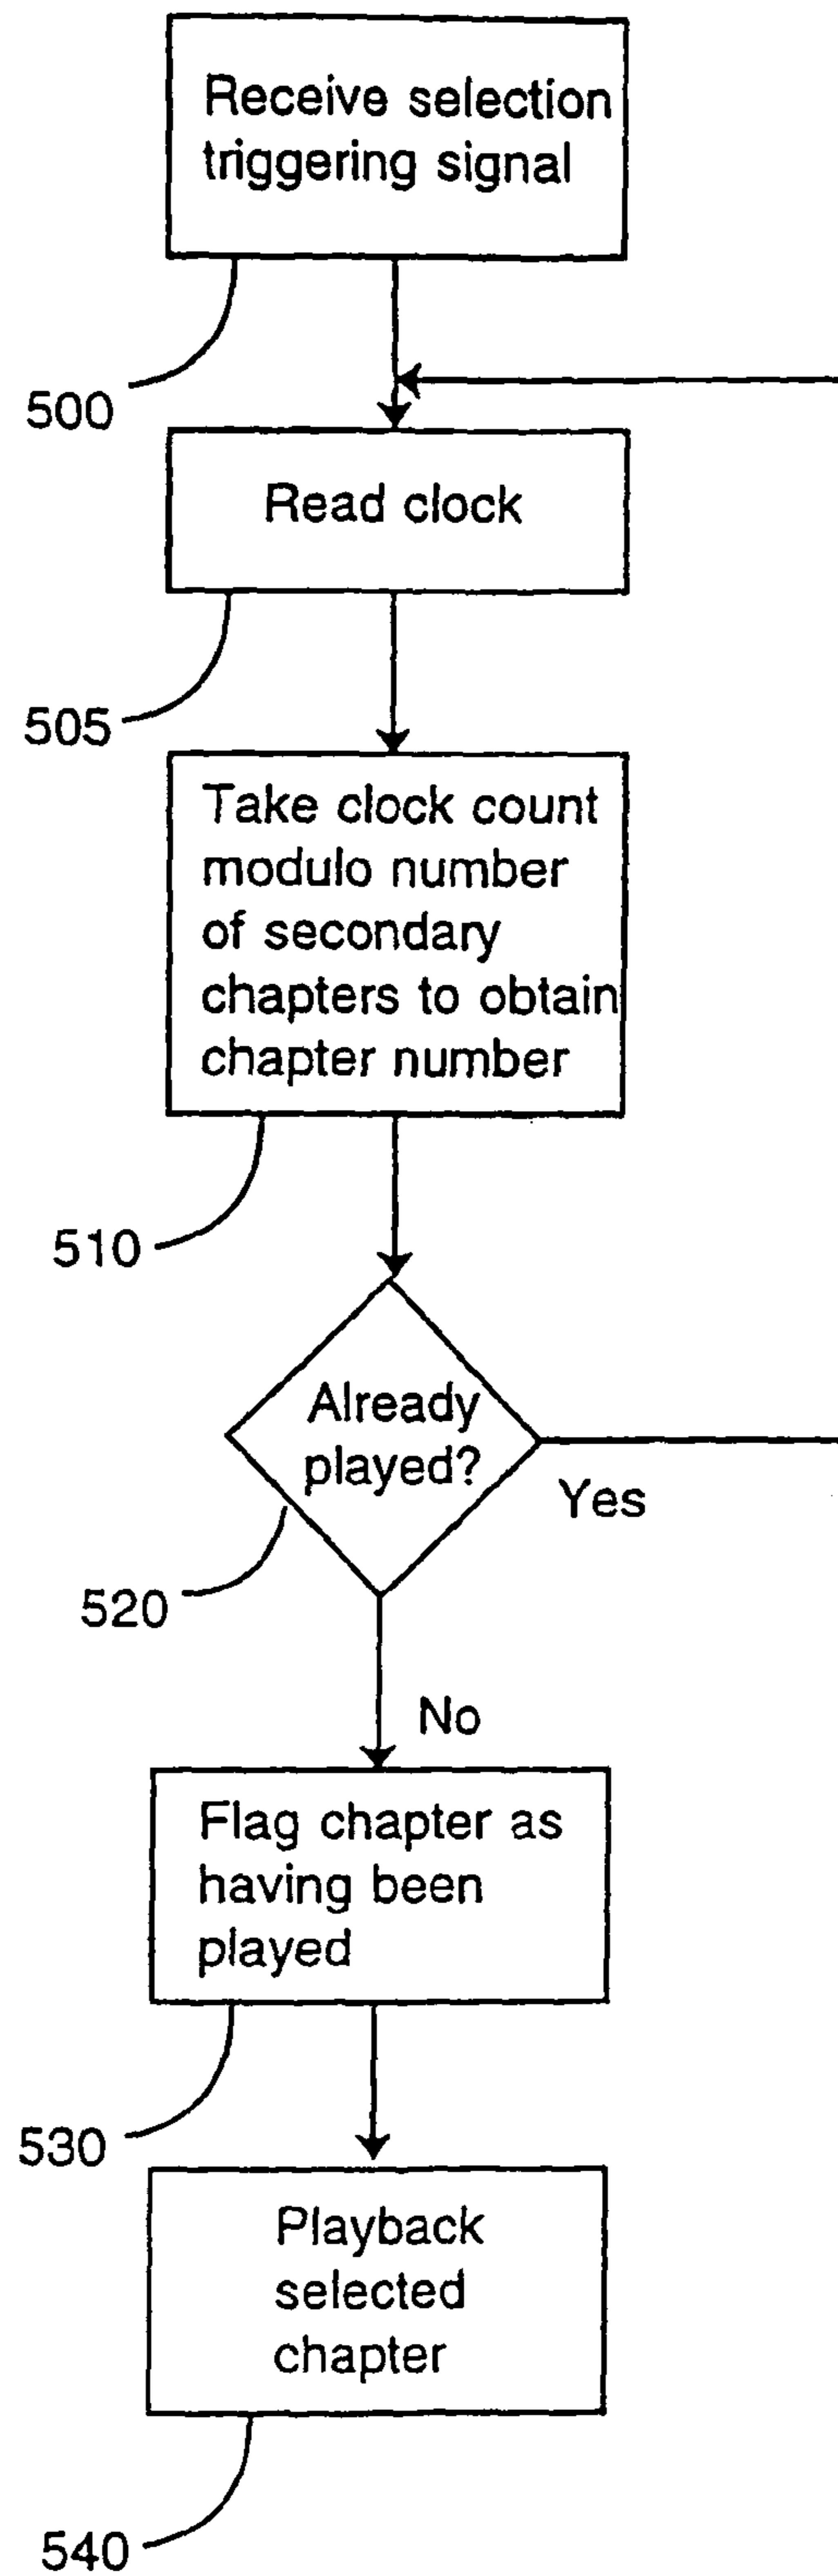 Receive selection
triggering signal
500
Read clock
505
Take clock count
modulo number
of secondary
chapters to obtain
chapter number
510
Already
played?
Yes
520
No
Flag chapter as
having been
played
530
Playback
selected
chapter
540